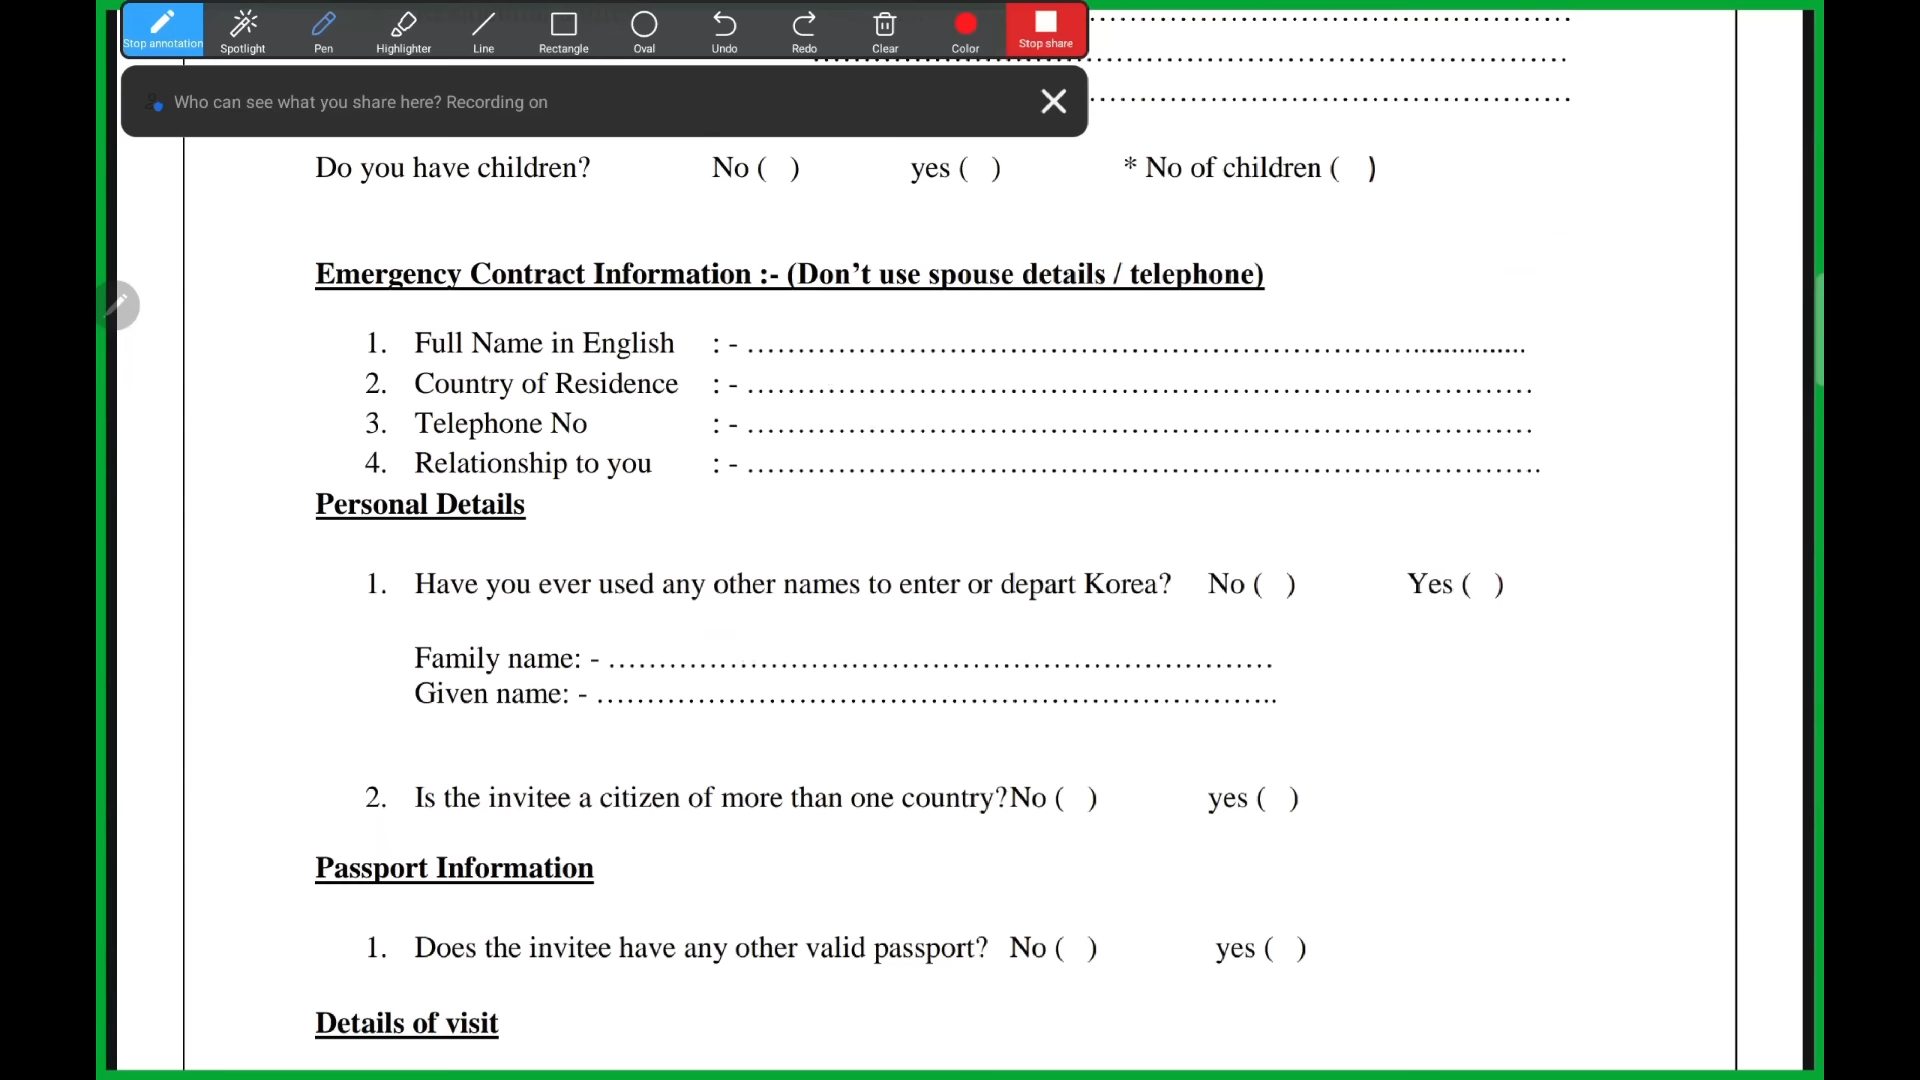 Stop annotation Spotlight Pen Highlighter Line Rectangle Oval Undo Redo Clear Color Stop share
Who can see what you share here? Recording on
Do you have children? No ( ) yes ( ) * No of children ( )
Emergency Contract Information :- (Don’t use spouse details / telephone)
1. Full Name in English : - ……………………………………………………………..............
2. Country of Residence : - ……………………………………………………………………
3. Telephone No : - ……………………………………………………………………
4. Relationship to you : - …………………………………………………………………….
Personal Details
1. Have you ever used any other names to enter or depart Korea? No ( ) Yes ( )
Family name: - …………………………………………………………
Given name: - …………………………………………………………..
2. Is the invitee a citizen of more than one country?No ( ) yes ( )
Passport Information
1. Does the invitee have any other valid passport? No ( ) yes ( )
Details of visit